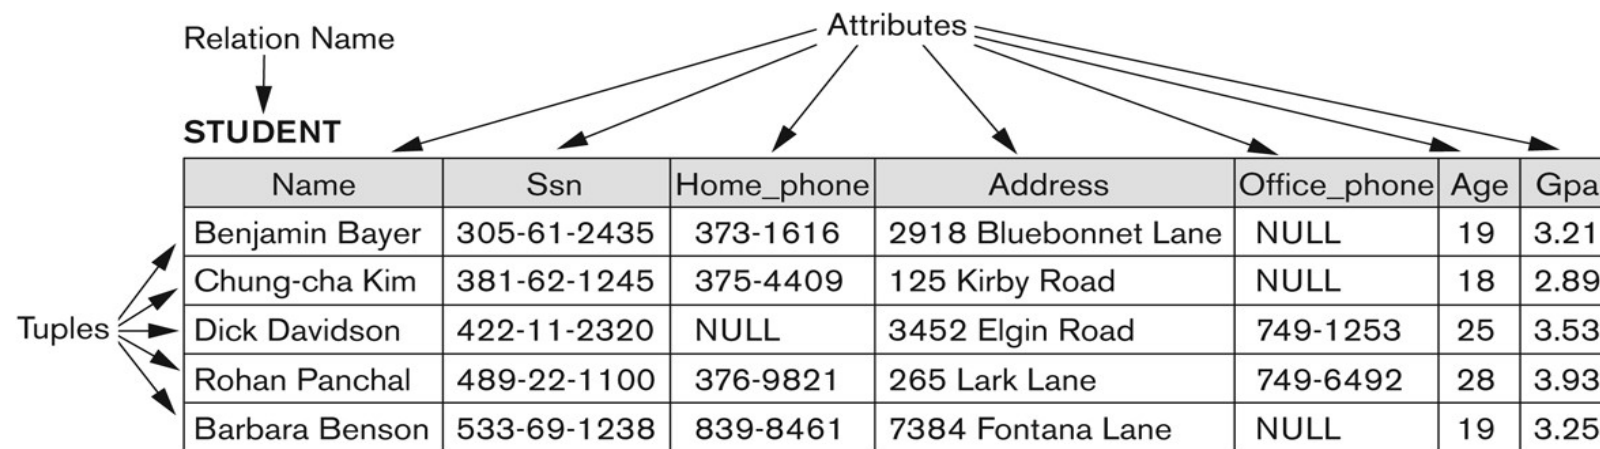 Attributes
Relation Name
STUDENT
Name Ssn Home_phone Address Office_phone Age Gpa
Benjamin Bayer 305-61-2435 373-1616 2918 Bluebonnet Lane NULL 19 3.21
Chung-cha Kim 381-62-1245 375-4409 125 Kirby Road NULL 18 2.89
Tuples Dick Davidson 422-11-2320 NULL 3452 Elgin Road 749-1253 25 3.53
Rohan Panchal 489-22-1100 376-9821 265 Lark Lane 749-6492 28 3.93
Barbara Benson 533-69-1238 839-8461 7384 Fontana Lane NULL 19 3.25